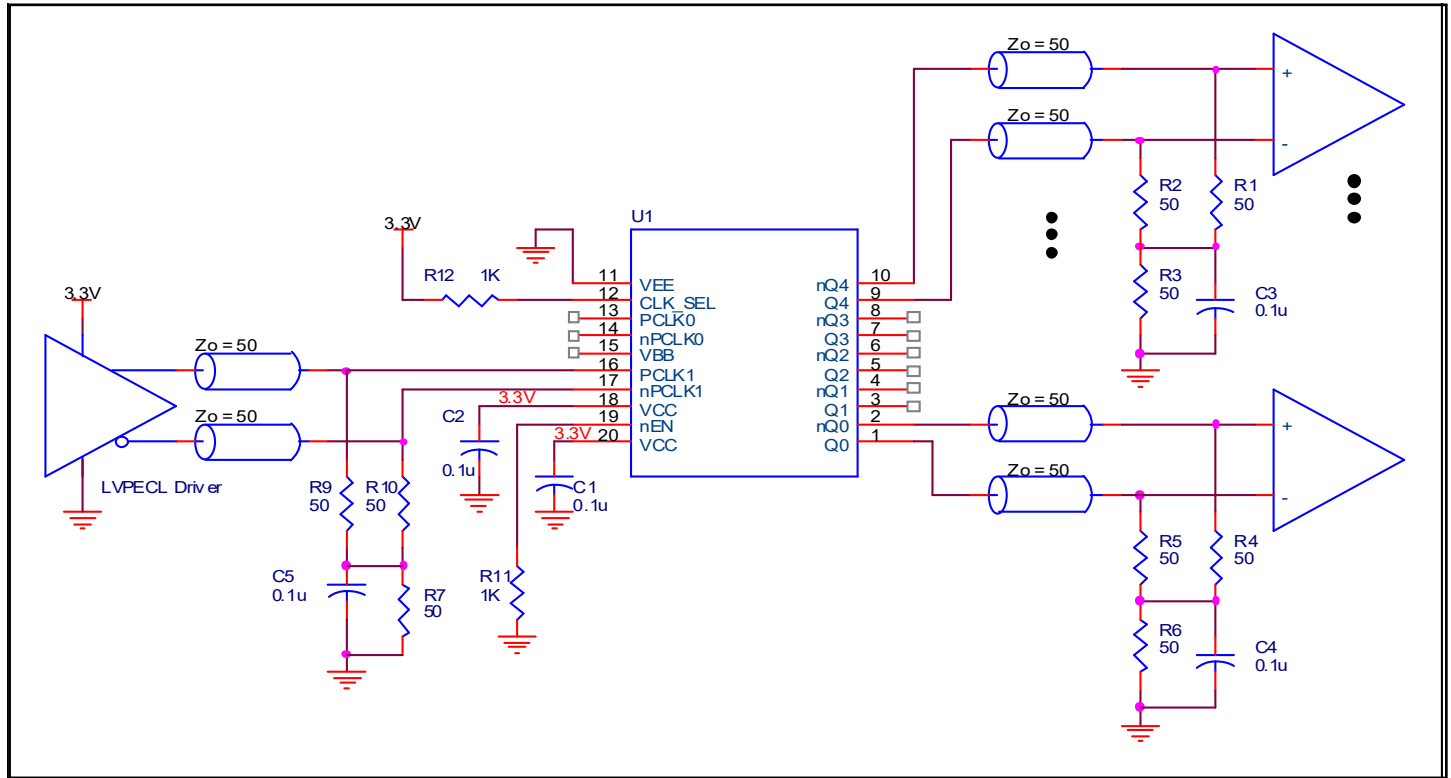 Zo = 50
+
Zo = 50
-
R2
50
R1
50
R3
50
C3
0.1u
U1
3.3V
R12 1K
11 VEE
12 CLK_SEL
13 PCLK0
14 nPCLK0
15 VBB
16 PCLK1
17 nPCLK1
18 VCC
19 nEN
20 VCC
nQ4 10
Q4 9
nQ3 8
Q3 7
nQ2 6
Q2 5
nQ1 4
Q1 3
nQ0 2
Q0 1
3.3V
Zo = 50
Zo = 50
LVPECL Driver
3.3V
C2
0.1u
3.3V
C1
0.1u
R9
50
R10
50
C5
0.1u
R7
50
R11
1K
Zo = 50
+
Zo = 50
-
R5
50
R4
50
R6
50
C4
0.1u